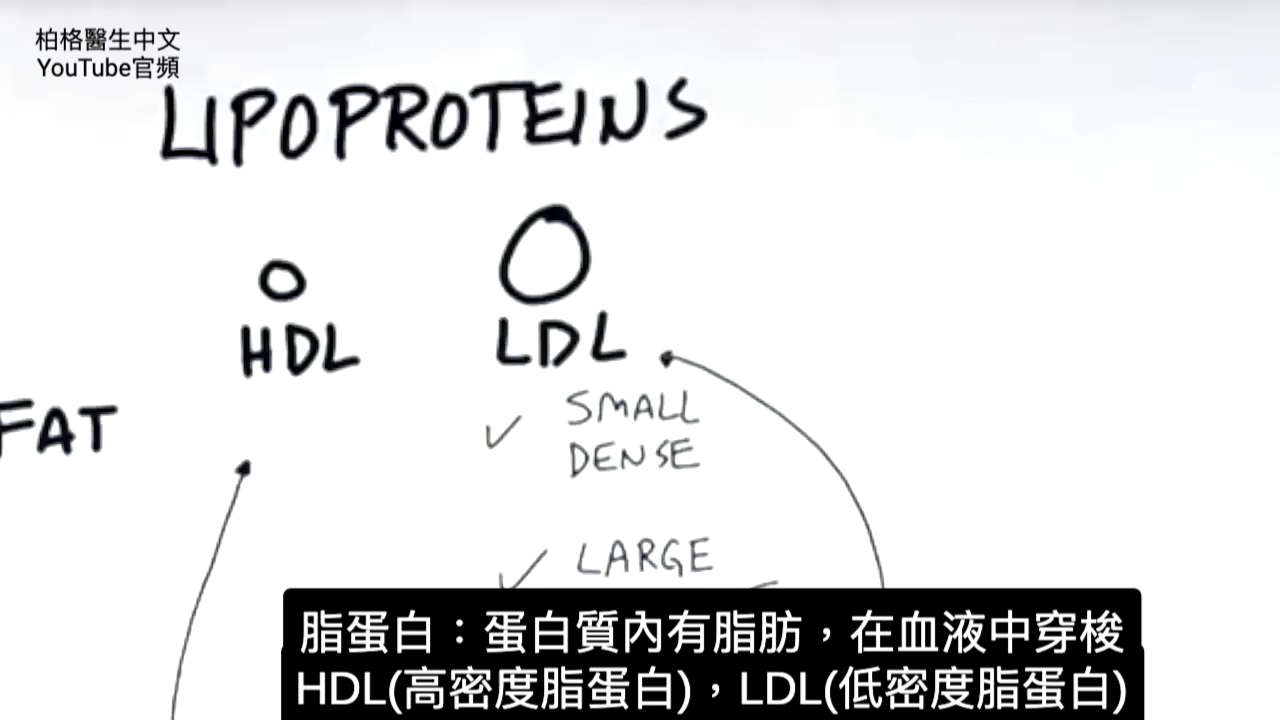 柏格醫生中文
YouTube官頻
LIPOPROTEINS
HDL
LDL
FAT
SMALL
DENSE
LARGE
脂蛋白：蛋白質內有脂肪，在血液中穿梭
HDL(高密度脂蛋白)，LDL(低密度脂蛋白)